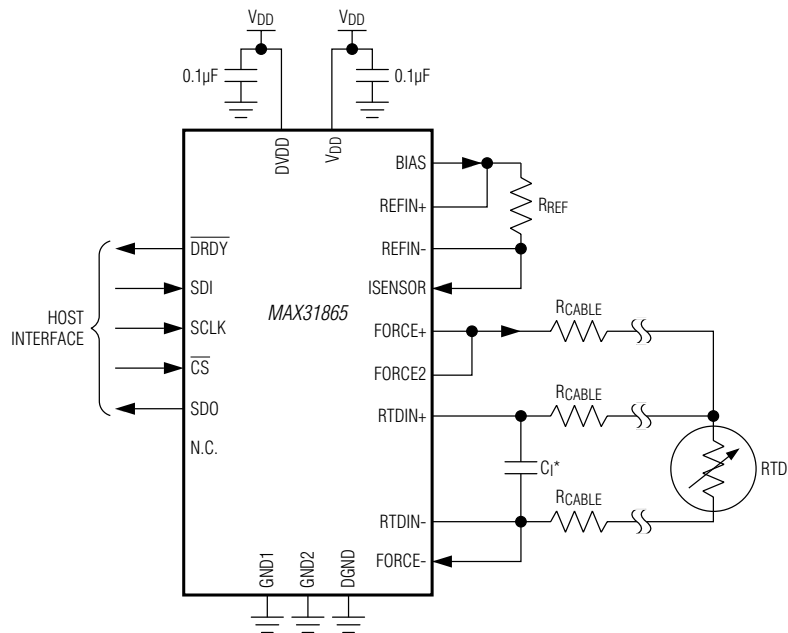 VDD
VDD
0.1µF
0.1µF
DVDD
VDD
BIAS
REFIN+
RREF
REFIN-
ISENSOR
DRDY
SDI
SCLK
CS
SDO
N.C.
HOST
INTERFACE
MAX31865
FORCE+
RCABLE
FORCE2
RTDIN+
RCABLE
CI*
RTD
RTDIN-
RCABLE
FORCE-
GND1
GND2
DGND